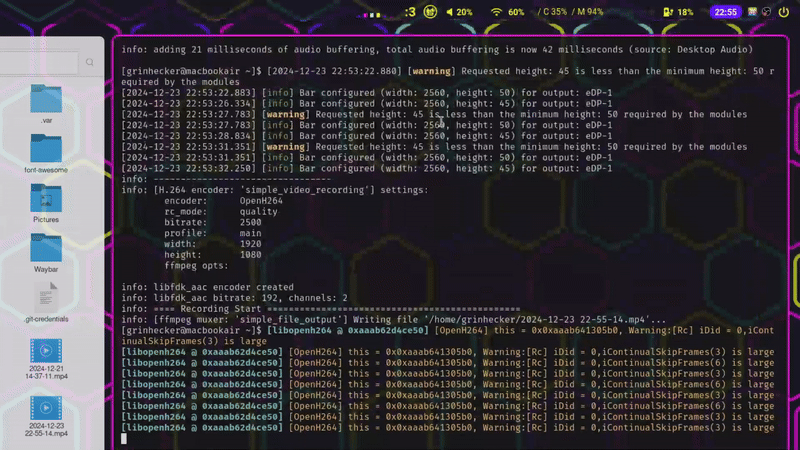 :3
20%
60%
/ C 35% / M 94%
18%
22:55
info: adding 21 milliseconds of audio buffering, total audio buffering is now 42 milliseconds (source: Desktop Audio)
[grinhecker@macbookair ~]$ [2024-12-23 22:53:22.880] [warning] Requested height: 45 is less than the minimum height: 50 r
equired by the modules
[2024-12-23 22:53:22.883] [info] Bar configured (width: 2560, height: 50) for output: eDP-1
[2024-12-23 22:53:26.334] [info] Bar configured (width: 2560, height: 45) for output: eDP-1
[2024-12-23 22:53:27.783] [warning] Requested height: 45 is less than the minimum height: 50 required by the modules
[2024-12-23 22:53:27.783] [info] Bar configured (width: 2560, height: 50) for output: eDP-1
[2024-12-23 22:53:28.834] [info] Bar configured (width: 2560, height: 45) for output: eDP-1
[2024-12-23 22:53:31.351] [warning] Requested height: 45 is less than the minimum height: 50 required by the modules
[2024-12-23 22:53:31.351] [info] Bar configured (width: 2560, height: 50) for output: eDP-1
[2024-12-23 22:53:32.250] [info] Bar configured (width: 2560, height: 45) for output: eDP-1
info: ---------------------------------
info: [H.264 encoder: 'simple_video_recording'] settings:
encoder: OpenH264
rc_mode: quality
bitrate: 2500
profile: main
width: 1920
height: 1080
ffmpeg opts:
info: libfdk_aac encoder created
info: libfdk_aac bitrate: 192, channels: 2
info: ==== Recording Start ===============================================
info: [ffmpeg muxer: 'simple_file_output'] Writing file '/home/grinhecker/2024-12-23 22-55-14.mp4'...
[grinhecker@macbookair ~]$ [libopenh264 @ 0xaaab62d4ce50] [OpenH264] this = 0x0xaaab641305b0, Warning:[Rc] iDid = 0,iCont
inualSkipFrames(3) is large
[libopenh264 @ 0xaaab62d4ce50] [OpenH264] this = 0x0xaaab641305b0, Warning:[Rc] iDid = 0,iContinualSkipFrames(3) is large
[libopenh264 @ 0xaaab62d4ce50] [OpenH264] this = 0x0xaaab641305b0, Warning:[Rc] iDid = 0,iContinualSkipFrames(3) is large
[libopenh264 @ 0xaaab62d4ce50] [OpenH264] this = 0x0xaaab641305b0, Warning:[Rc] iDid = 0,iContinualSkipFrames(3) is large
[libopenh264 @ 0xaaab62d4ce50] [OpenH264] this = 0x0xaaab641305b0, Warning:[Rc] iDid = 0,iContinualSkipFrames(6) is large
[libopenh264 @ 0xaaab62d4ce50] [OpenH264] this = 0x0xaaab641305b0, Warning:[Rc] iDid = 0,iContinualSkipFrames(3) is large
[libopenh264 @ 0xaaab62d4ce50] [OpenH264] this = 0x0xaaab641305b0, Warning:[Rc] iDid = 0,iContinualSkipFrames(6) is large
[libopenh264 @ 0xaaab62d4ce50] [OpenH264] this = 0x0xaaab641305b0, Warning:[Rc] iDid = 0,iContinualSkipFrames(3) is large
[libopenh264 @ 0xaaab62d4ce50] [OpenH264] this = 0x0xaaab641305b0, Warning:[Rc] iDid = 0,iContinualSkipFrames(3) is large
.var
font-awesome
Pictures
Waybar
.git-credentials
2024-12-21
14-37-11.mp4
2024-12-23
22-55-14.mp4